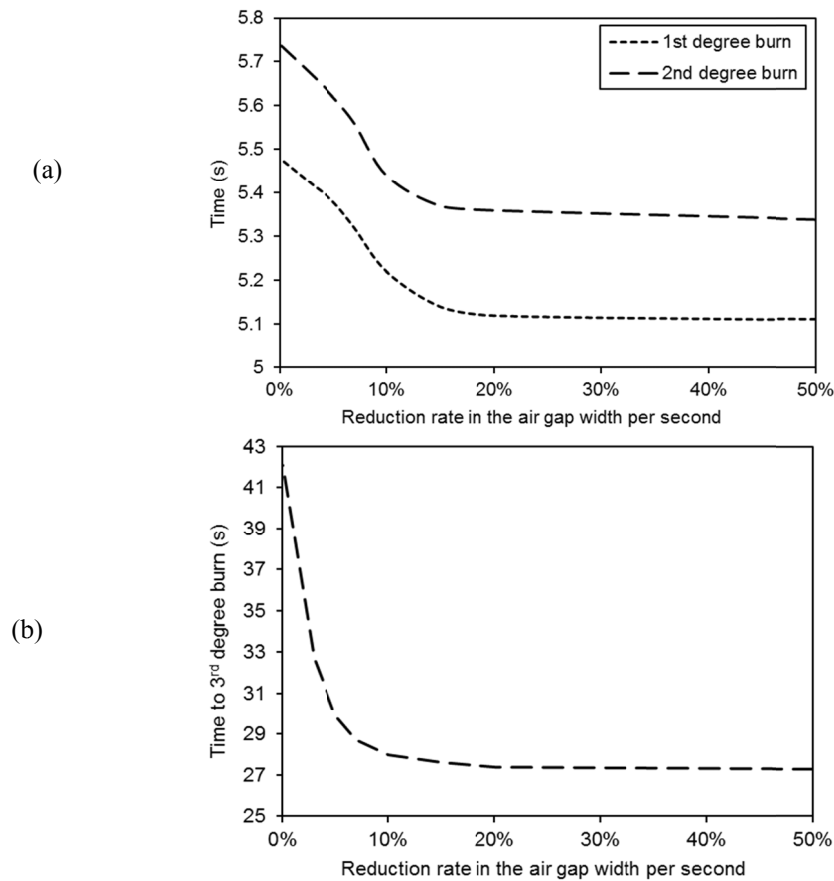 (a)
5.8
5.7
5.6
5.5
5.4
5.3
5.2
5.1
5
Time (s)
1st degree burn
2nd degree burn
0% 10% 20% 30% 40% 50%
Reduction rate in the air gap width per second
(b)
43
41
39
37
35
33
31
29
27
25
Time to 3rd degree burn (s)
0% 10% 20% 30% 40% 50%
Reduction rate in the air gap width per second